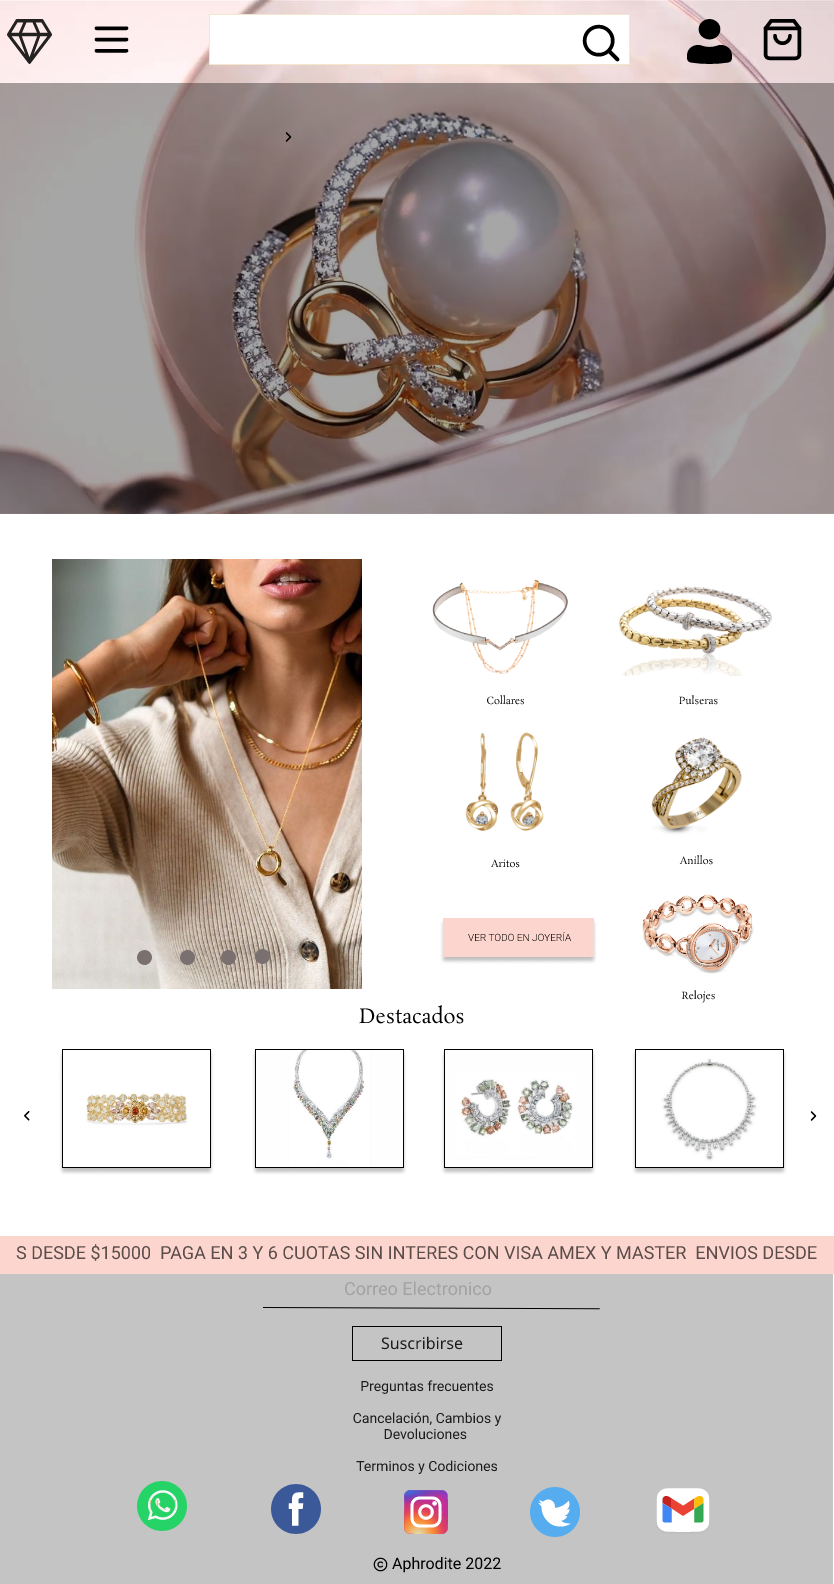 Collares
Pulseras
Aritos
Anillos
VER TODO EN JOYERÍA
Relojes
Destacados
S DESDE $15000 PAGA EN 3 Y 6 CUOTAS SIN INTERES CON VISA AMEX Y MASTER ENVIOS DESDE
Correo Electronico
Suscribirse
Preguntas frecuentes
Cancelación, Cambios y
Devoluciones
Terminos y Codiciones
© Aphrodite 2022